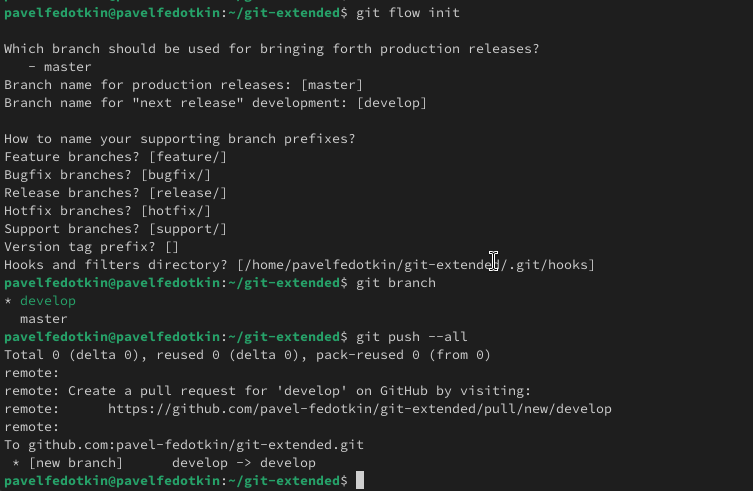 pavelfedotkin@pavelfedotkin:~/git-extended$ git flow init
Which branch should be used for bringing forth production releases?
   - master
Branch name for production releases: [master]
Branch name for "next release" development: [develop]
How to name your supporting branch prefixes?
Feature branches? [feature/]
Bugfix branches? [bugfix/]
Release branches? [release/]
Hotfix branches? [hotfix/]
Support branches? [support/]
Version tag prefix? []
Hooks and filters directory? [/home/pavelfedotkin/git-extended/.git/hooks]
pavelfedotkin@pavelfedotkin:~/git-extended$ git branch
* develop
  master
pavelfedotkin@pavelfedotkin:~/git-extended$ git push --all
Total 0 (delta 0), reused 0 (delta 0), pack-reused 0 (from 0)
remote:
remote: Create a pull request for 'develop' on GitHub by visiting:
remote:      https://github.com/pavel-fedotkin/git-extended/pull/new/develop
remote:
To github.com:pavel-fedotkin/git-extended.git
 * [new branch]      develop -> develop
pavelfedotkin@pavelfedotkin:~/git-extended$